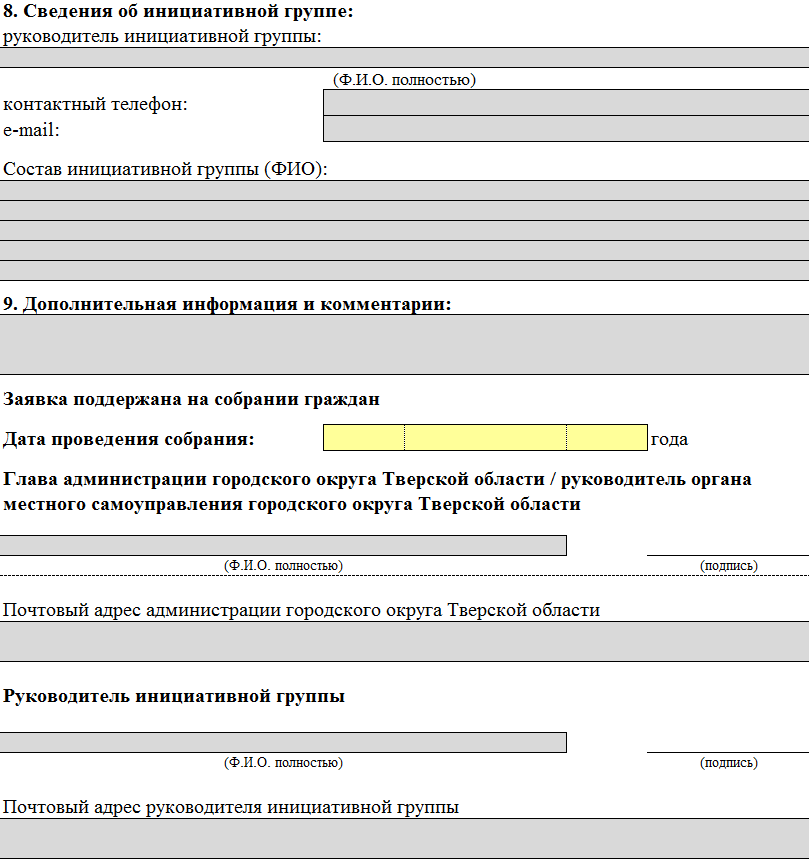 8. Сведения об инициативной группе:
руководитель инициативной группы:
(Ф.И.О. полностью)
контактный телефон:
e-mail:
Состав инициативной группы (ФИО):
9. Дополнительная информация и комментарии:
Заявка поддержана на собрании граждан
Дата проведения собрания: года
Глава администрации городского округа Тверской области / руководитель органа
местного самоуправления городского округа Тверской области
(Ф.И.О. полностью) (подпись)
Почтовый адрес администрации городского округа Тверской области
Руководитель инициативной группы
(Ф.И.О. полностью) (подпись)
Почтовый адрес руководителя инициативной группы